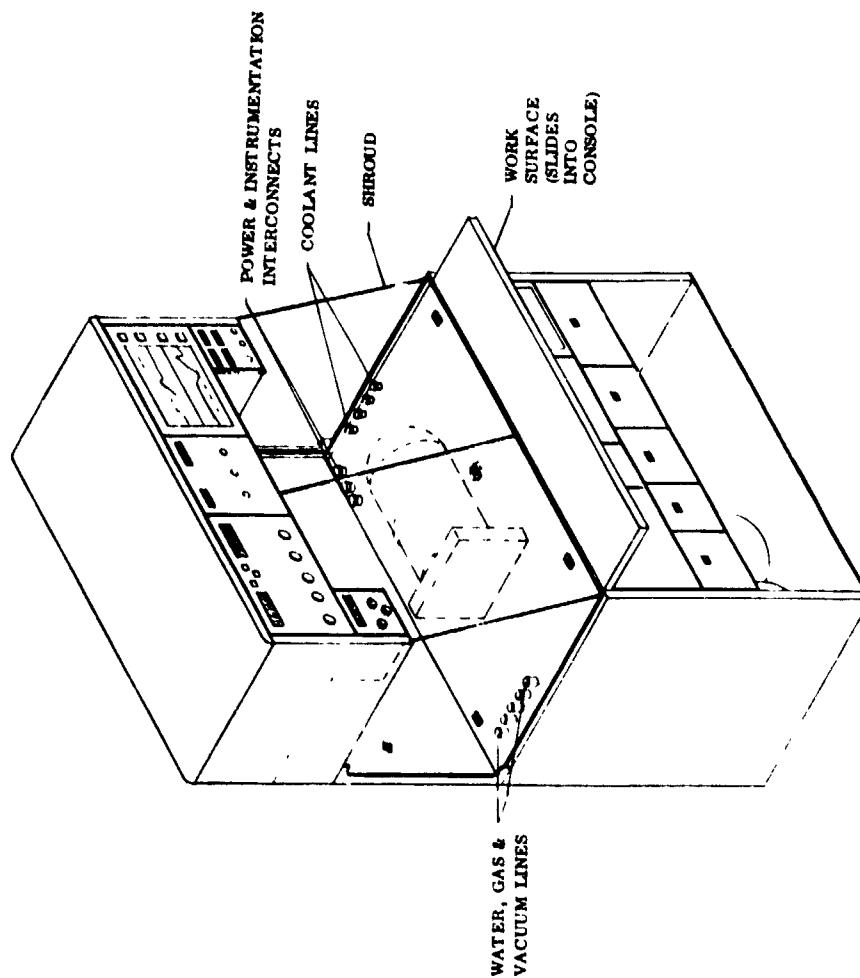 POWER & INSTRUMENTATION
INTERCONNECTS
COOLANT LINES
SHROUD
WORK
SURFACE
(SLIDES
INTO
CONSOLE)
WATER, GAS &
VACUUM LINES